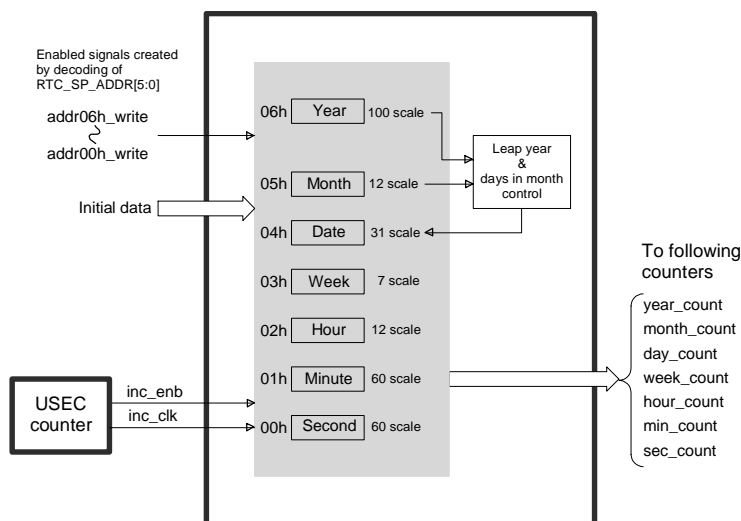 Enabled signals created
by decoding of
RTC_SP_ADDR[5:0]
addr06h_write
addr00h_write
Initial data
USEC
counter
inc_enb
inc_clk
06h Year 100 scale
05h Month 12 scale
04h Date 31 scale
03h Week 7 scale
02h Hour 12 scale
01h Minute 60 scale
00h Second 60 scale
Leap year
&
days in month
control
To following
counters
year_count
month_count
day_count
week_count
hour_count
min_count
sec_count